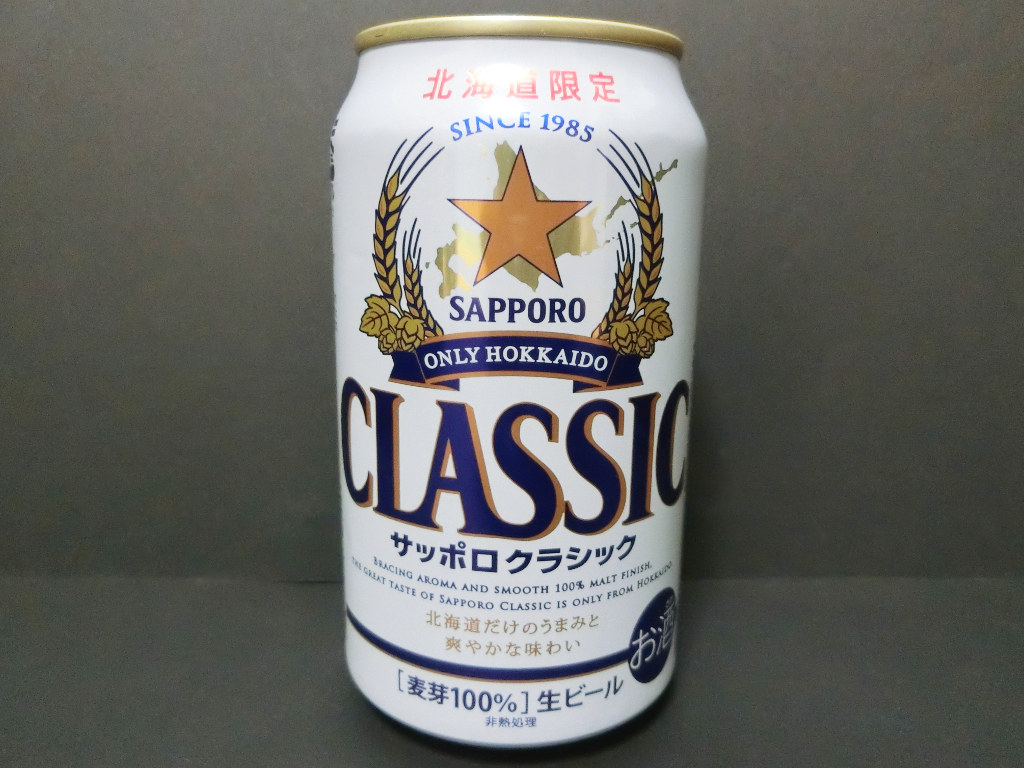 北海道限定
SINCE 1985
SAPPORO
ONLY HOKKAIDO
CLASSIC
サッポロ クラシック
BRACING AROMA AND SMOOTH 100% MALT FINISH,
THE GREAT TASTE OF SAPPORO CLASSIC IS ONLY FROM HOKKAIDO
北海道だけのうまみと
爽やかな味わい
お酒
[麦芽100%] 生ビール
非熱処理